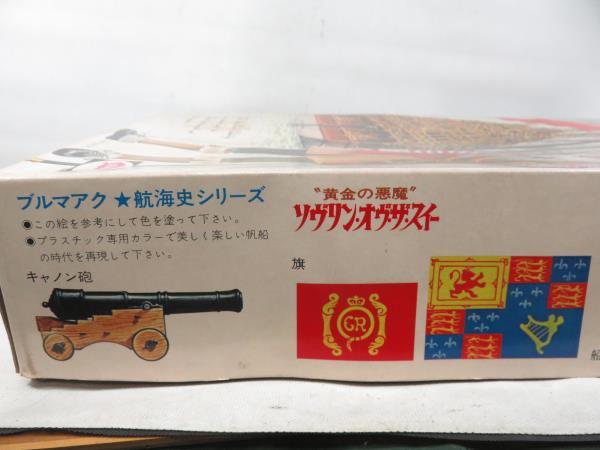 ブルマアク★航海史シリーズ
●この絵を参考にして色を塗って下さい。
●プラスチック専用カラーで美しく楽しい帆船
の時代を再現して下さい。
キャノン砲
"黄金の悪魔"
ソヴリン・オヴ・ザ・スィー
旗
CR
船